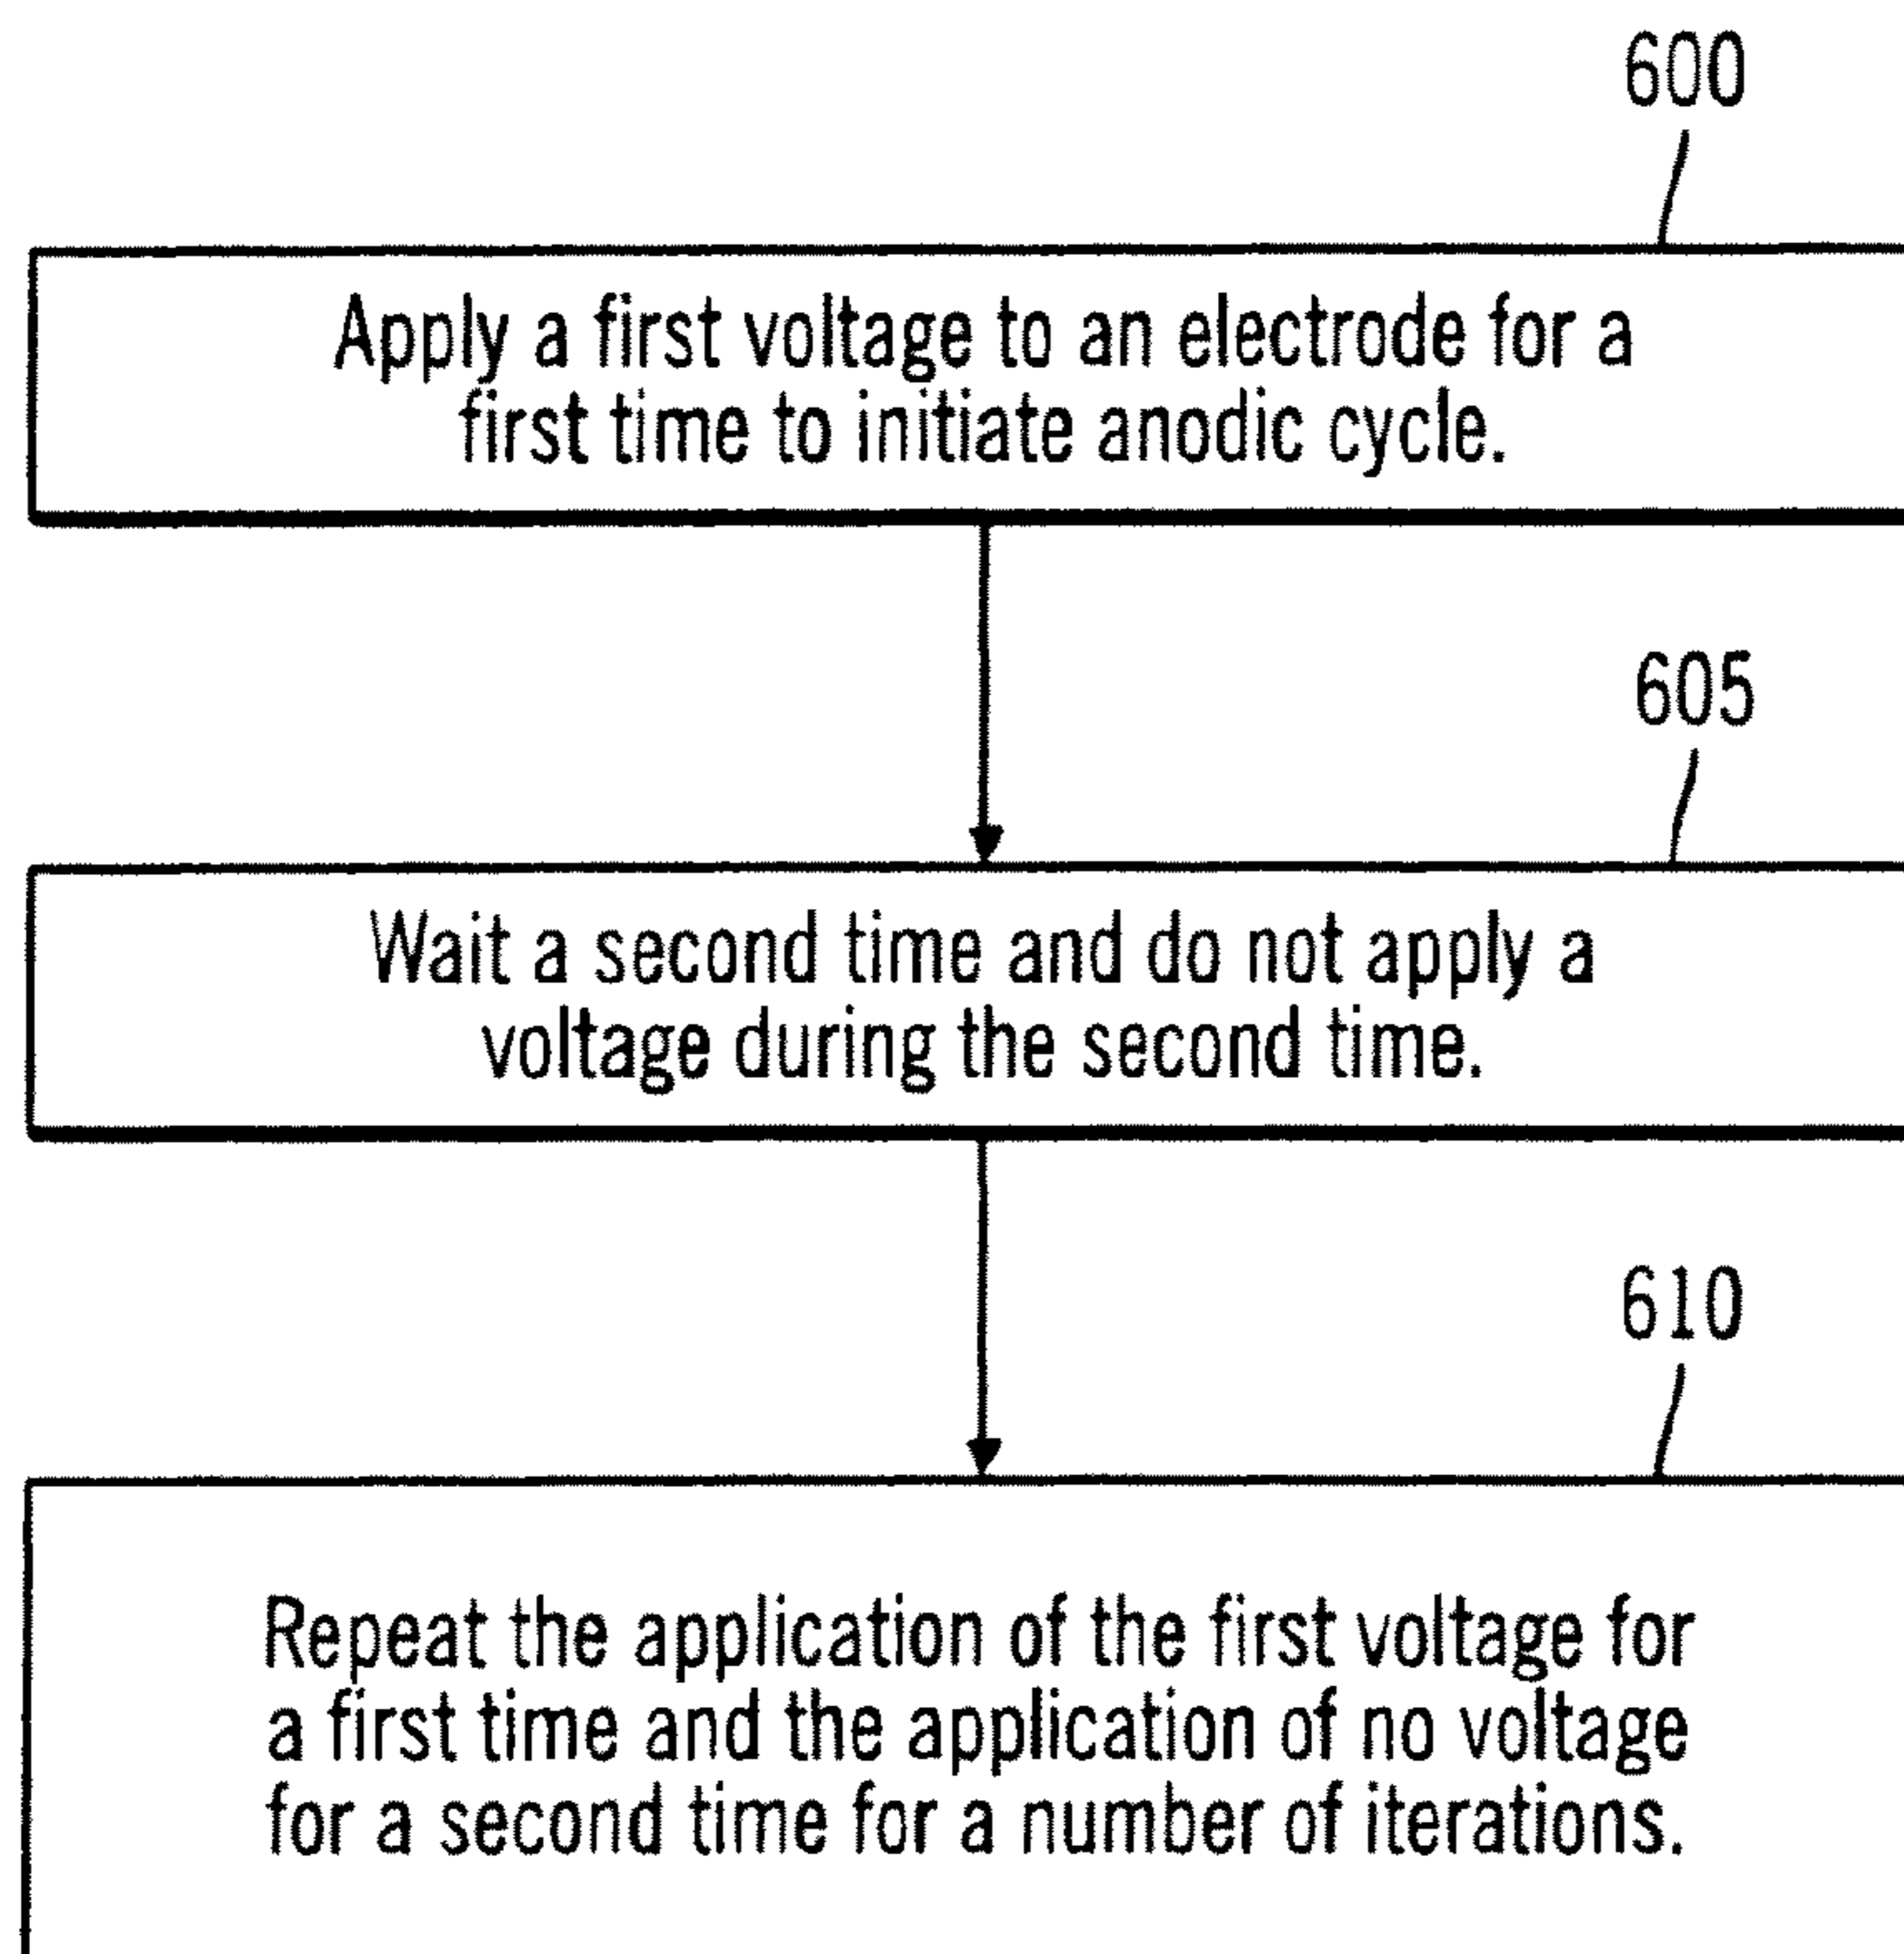 600
Apply a first voltage to an electrode for a
first time to initiate anodic cycle.
605
Wait a second time and do not apply a
voltage during the second time.
610
Repeat the application of the first voltage for
a first time and the application of no voltage
for a second time for a number of iterations.